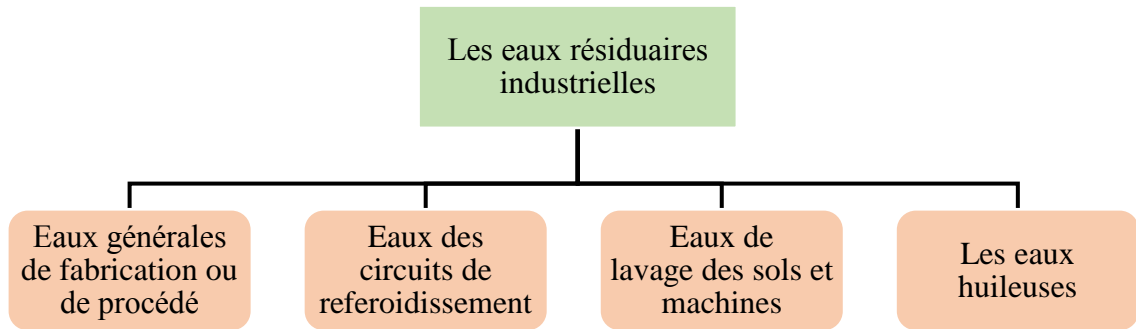 Les eaux résiduaires
industrielles
Eaux générales
de fabrication ou
de procédé
Eaux des
circuits de
referoidissement
Eaux de
lavage des sols et
machines
Les eaux
huileuses